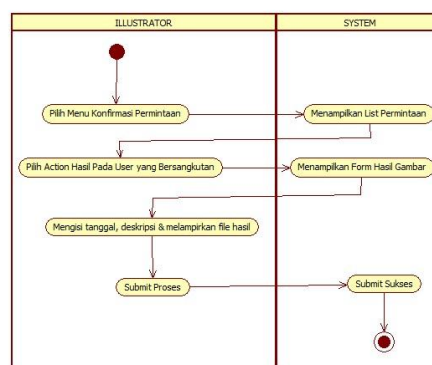 ILLUSTRATOR
SYSTEM
Pilih Menu Konfirmasi Permintaan
Menampilkan List Permintaan
Pilih Action Hasil Pada User yang Bersangkutan
Menampilkan Form Hasil Gambar
Mengisi tanggal, deskripsi & melampirkan file hasil
Submit Proses
Submit Sukses